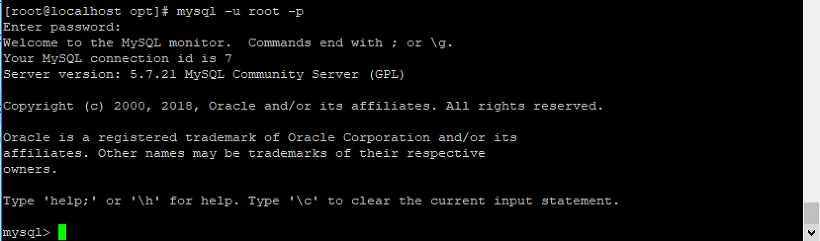 [root@localhost opt]# mysql -u root -p
Enter password:
Welcome to the MySQL monitor.  Commands end with ; or \g.
Your MySQL connection id is 7
Server version: 5.7.21 MySQL Community Server (GPL)
Copyright (c) 2000, 2018, Oracle and/or its affiliates. All rights reserved.
Oracle is a registered trademark of Oracle Corporation and/or its
affiliates. Other names may be trademarks of their respective
owners.
Type 'help;' or '\h' for help. Type '\c' to clear the current input statement.
mysql>